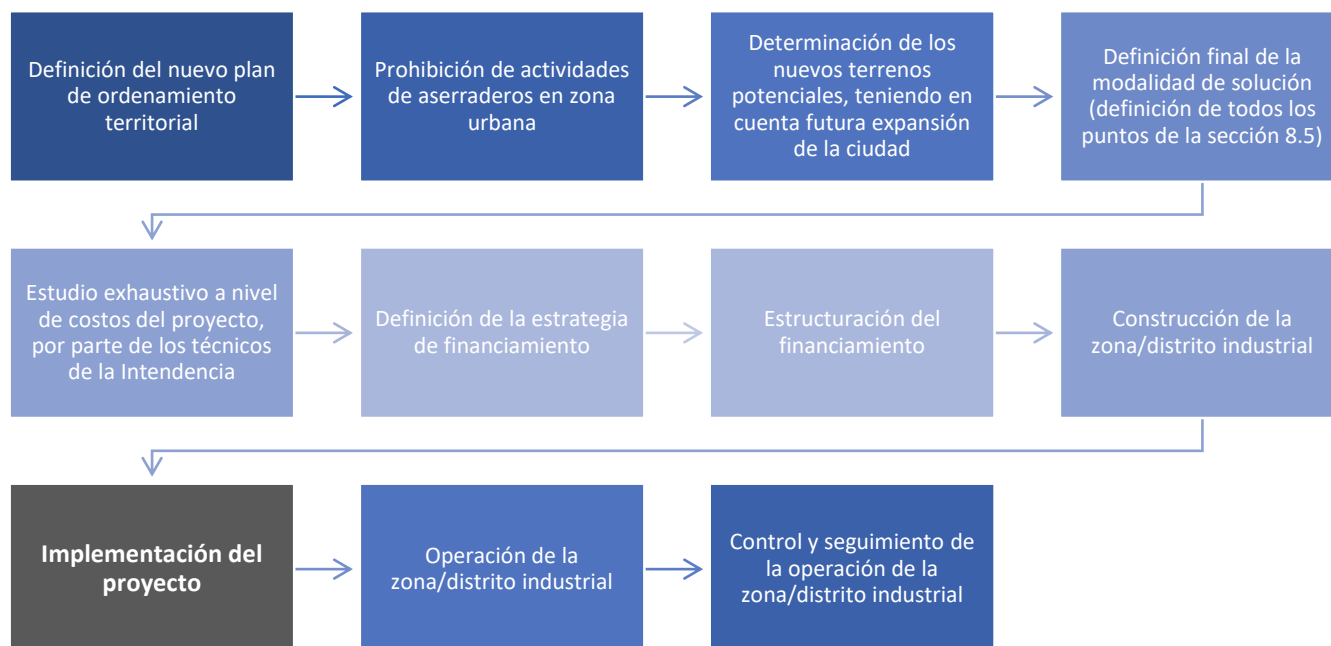 Definición del nuevo plan
de ordenamiento
territorial
Prohibición de actividades
de aserraderos en zona
urbana
Determinación de los
nuevos terrenos
potenciales, teniendo en
cuenta futura expansión
de la ciudad
Definición final de la
modalidad de solución
(definición de todos los
puntos de la sección 8.5)
Estudio exhaustivo a nivel
de costos del proyecto,
por parte de los técnicos
de la Intendencia
Definición de la estrategia
de financiamiento
Estructuración del
financiamiento
Construcción de la
zona/distrito industrial
Implementación del
proyecto
Operación de la
zona/distrito industrial
Control y seguimiento de
la operación de la
zona/distrito industrial